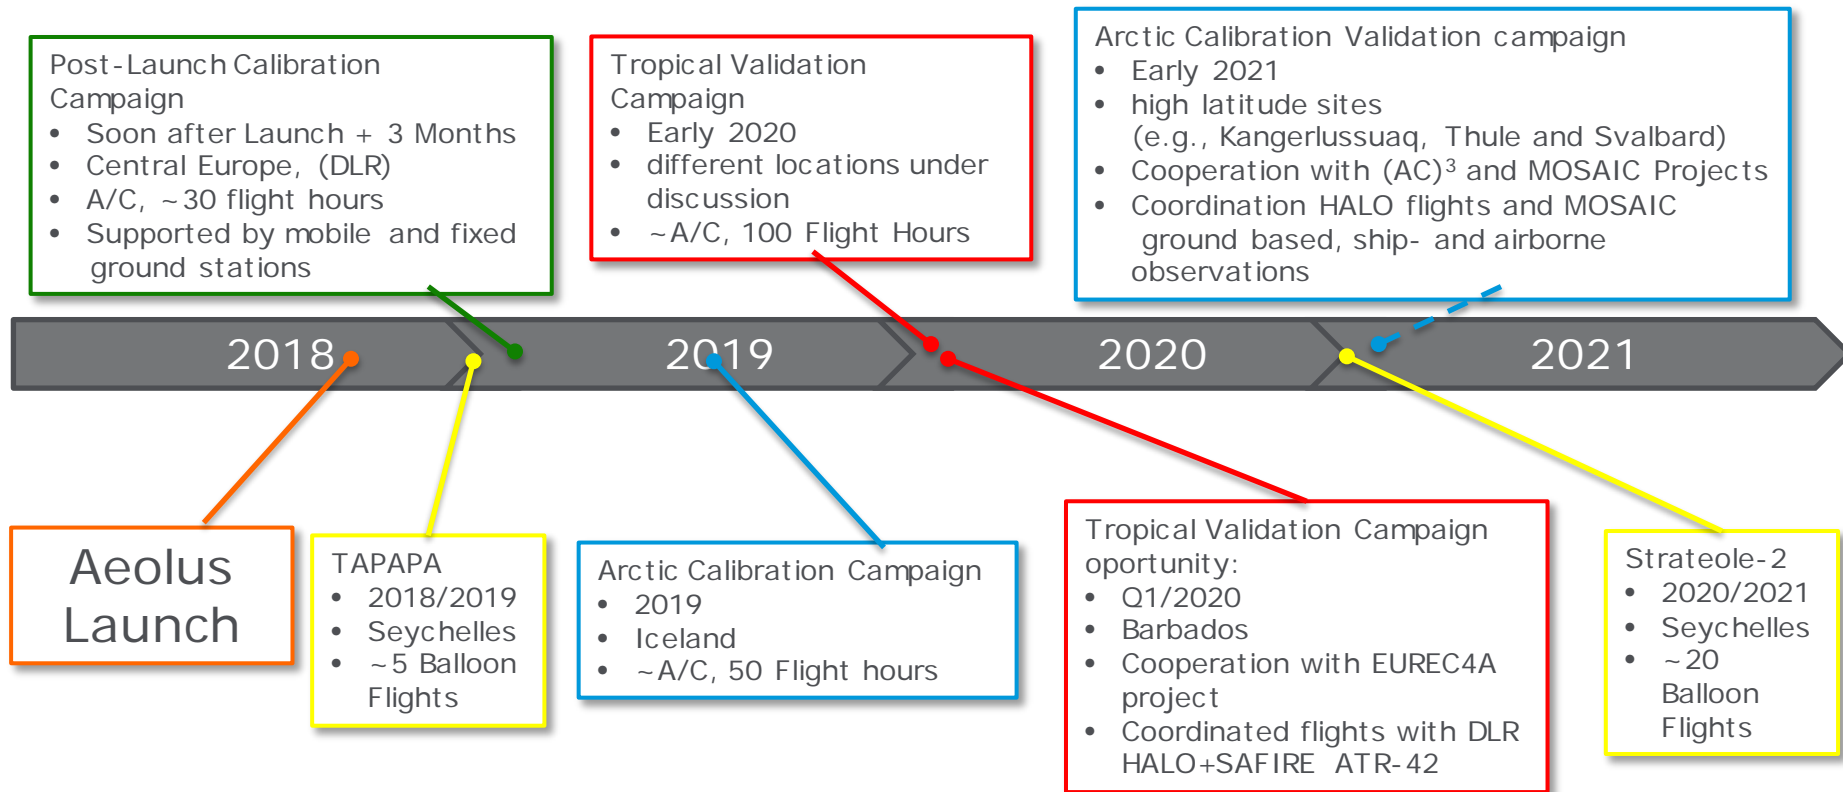 Post-Launch Calibration
Campaign
• Soon after Launch + 3 Months
• Central Europe, (DLR)
• A/C, ~30 flight hours
• Supported by mobile and fixed
ground stations
Tropical Validation
Campaign
• Early 2020
• different locations under
discussion
• ~A/C, 100 Flight Hours
Arctic Calibration Validation campaign
• Early 2021
• high latitude sites
(e.g., Kangerlussuaq, Thule and Svalbard)
• Cooperation with (AC)³ and MOSAIC Projects
• Coordination HALO flights and MOSAIC
ground based, ship- and airborne
observations
2018
2019
2020
2021
Aeolus
Launch
TAPAPA
• 2018/2019
• Seychelles
• ~5 Balloon
Flights
Arctic Calibration Campaign
• 2019
• Iceland
• ~A/C, 50 Flight hours
Tropical Validation Campaign
oportunity:
• Q1/2020
• Barbados
• Cooperation with EUREC4A
project
• Coordinated flights with DLR
HALO+SAFIRE ATR-42
Strateole-2
• 2020/2021
• Seychelles
• ~20
Balloon
Flights